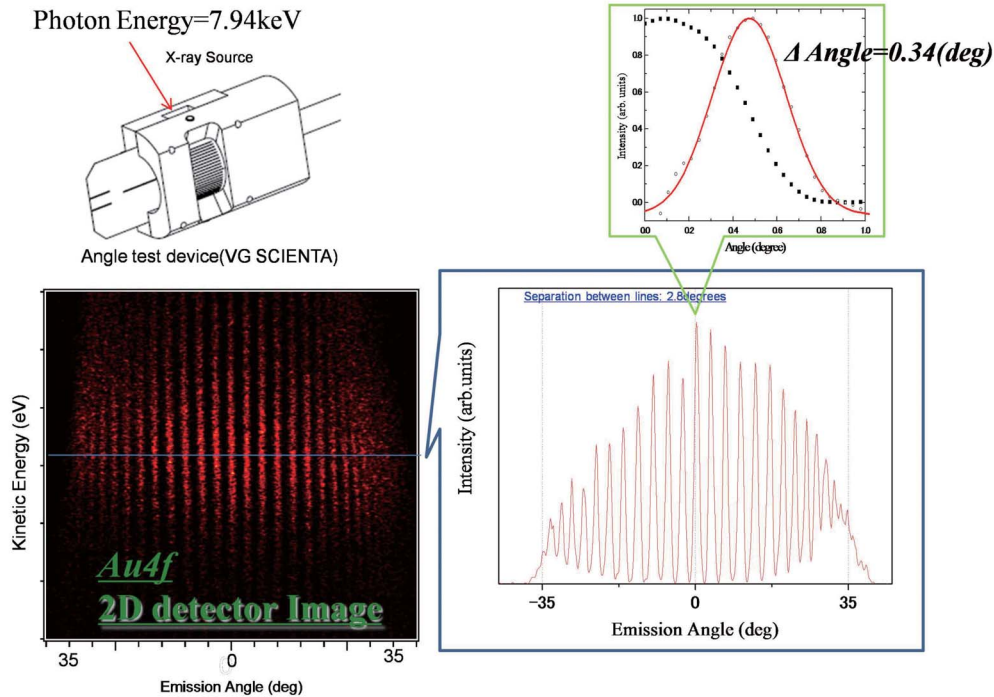 Photon Energy=7.94keV
X-ray Source
Angle test device(VG SCIENTA)
Δ Angle=0.34(deg)
Intensity (arb. units)
1.0
0.8
0.6
0.4
0.2
0.0
0.0 0.2 0.4 0.6 0.8 1.0
Angle (degree)
Kinetic Energy (eV)
Au4f
2D detector Image
35 0 35
Emission Angle (deg)
Separation between lines: 2.8degrees
Intensity (arb.units)
−35 0 35
Emission Angle (deg)